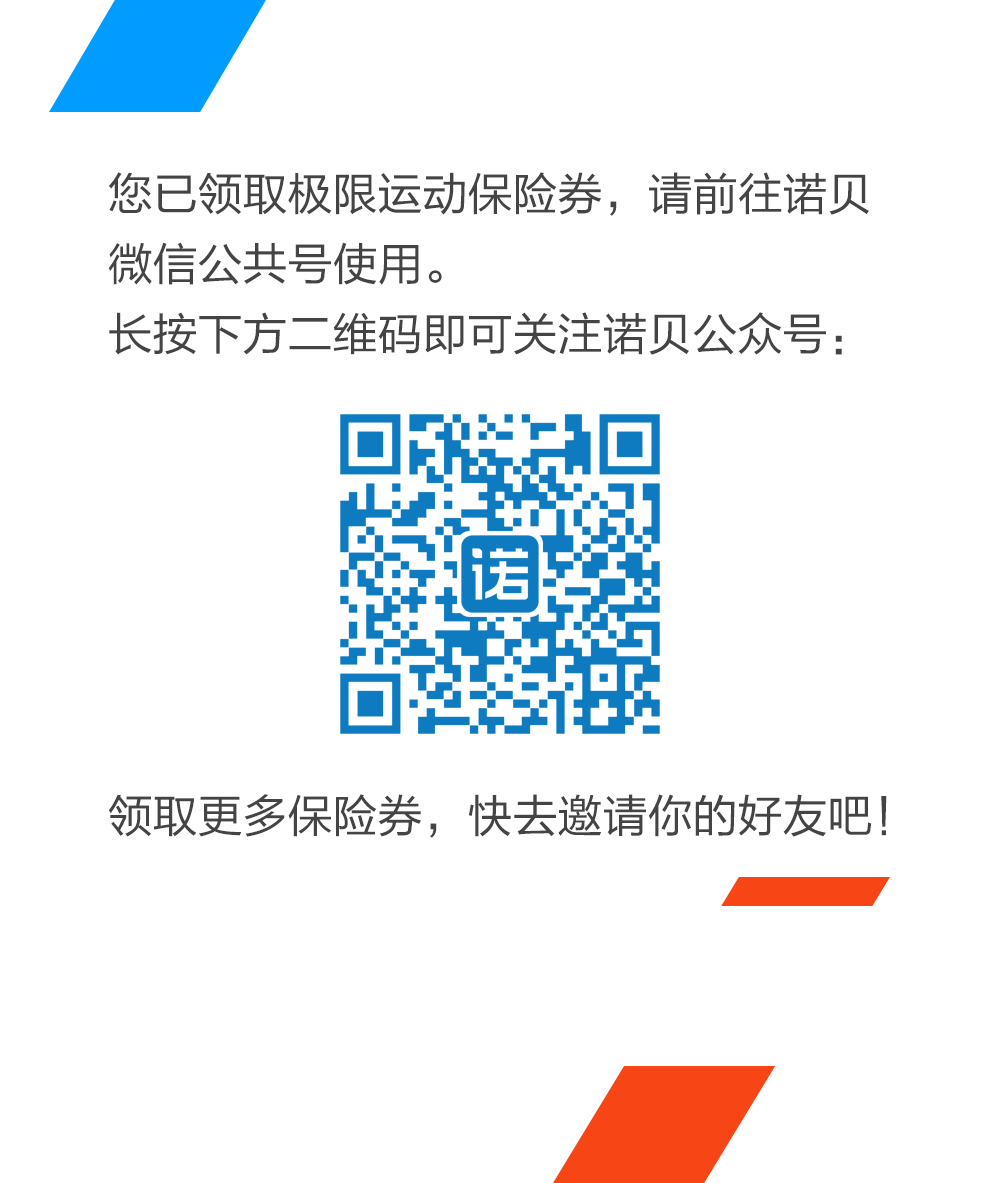 您已领取极限运动保险券，请前往诺贝
微信公共号使用。
长按下方二维码即可关注诺贝公众号：
诺
领取更多保险券，快去邀请你的好友吧！